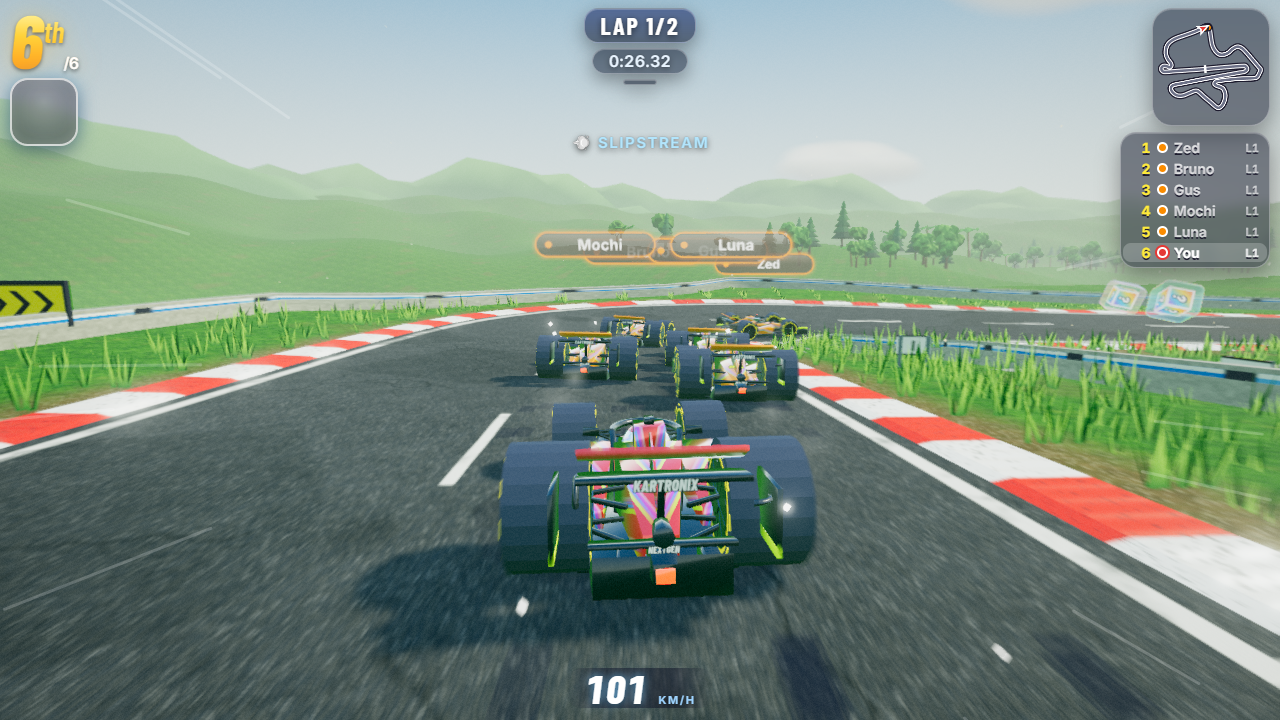 6th
/6
LAP 1/2
0:26.32
SLIPSTREAM
1 Zed L1
2 Bruno L1
3 Gus L1
4 Mochi L1
5 Luna L1
6 You L1
Mochi
Luna
Zed
KARTRONIX
NEXTGEN
101 KM/H